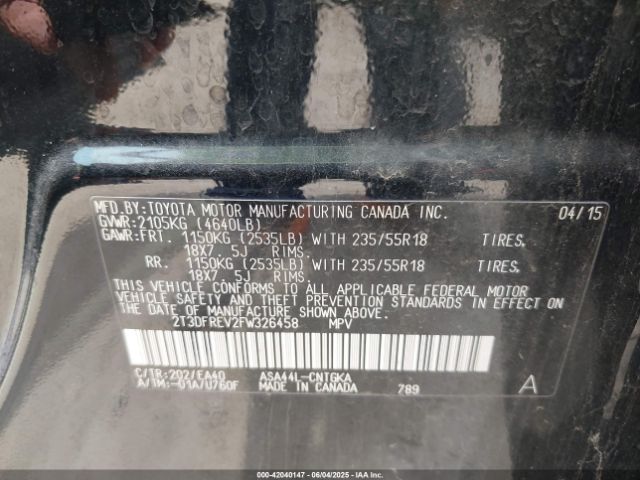 MFD.BY:TOYOTA MOTOR MANUFACTURING CANADA INC. 04/15
GVWR:2105KG (4640LB)
GAWR:FRT. 1150KG (2535LB) WITH 235/55R18 TIRES.
18X7.5J RIMS.
RR. 1150KG (2535LB) WITH 235/55R18 TIRES.
18X7.5J RIMS.
THIS VEHICLE CONFORMS TO ALL APPLICABLE FEDERAL MOTOR
VEHICLE SAFETY AND THEFT PREVENTION STANDARDS IN EFFECT ON
THE DATE OF MANUFACTURE SHOWN ABOVE.
2T3DFREV2FW326458 MPV
C/TR:202/EA40 ASA44L-CNTGKA
A/TM:-01A/U760F MADE IN CANADA 789 A
000-42040147 | 06/04/2025 - IAAI.COM